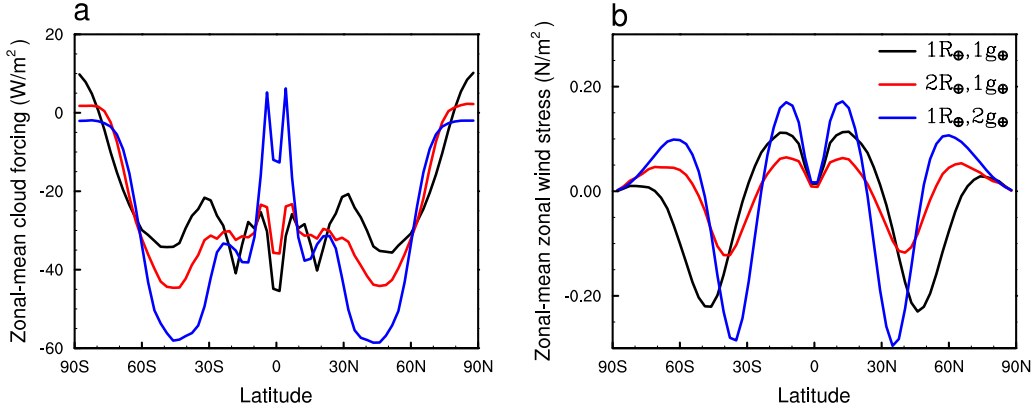 a
Zonal-mean cloud forcing (W/m²)
20
0
-20
-40
-60
90S 60S 30S 0 30N 60N 90N
Latitude
b
Zonal-mean zonal wind stress (N/m²)
0.20
0.00
-0.20
90S 60S 30S 0 30N 60N 90N
Latitude
1R⊕,1g⊕
2R⊕,1g⊕
1R⊕,2g⊕